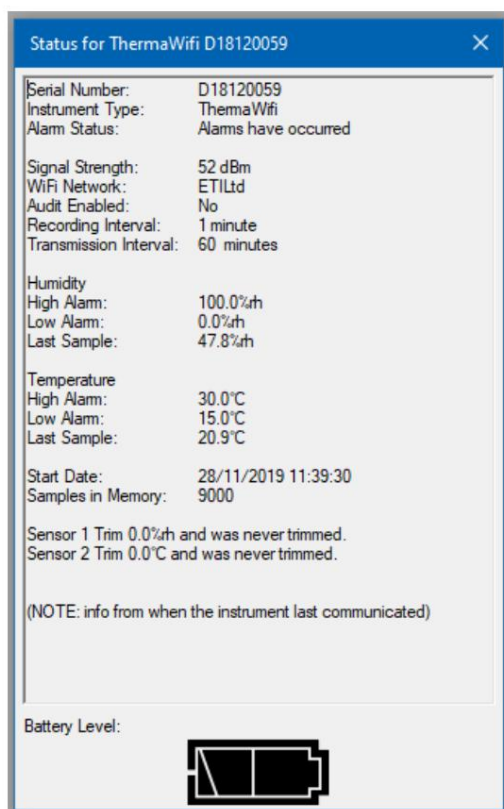 Status for ThermaWifi D18120059
Serial Number: D18120059
Instrument Type: ThermaWifi
Alarm Status: Alarms have occurred
Signal Strength: 52 dBm
WiFi Network: ETILtd
Audit Enabled: No
Recording Interval: 1 minute
Transmission Interval: 60 minutes
Humidity
High Alarm: 100.0%rh
Low Alarm: 0.0%rh
Last Sample: 47.8%rh
Temperature
High Alarm: 30.0°C
Low Alarm: 15.0°C
Last Sample: 20.9°C
Start Date: 28/11/2019 11:39:30
Samples in Memory: 9000
Sensor 1 Trim 0.0%rh and was never trimmed.
Sensor 2 Trim 0.0°C and was never trimmed.
(NOTE: info from when the instrument last communicated)
Battery Level: